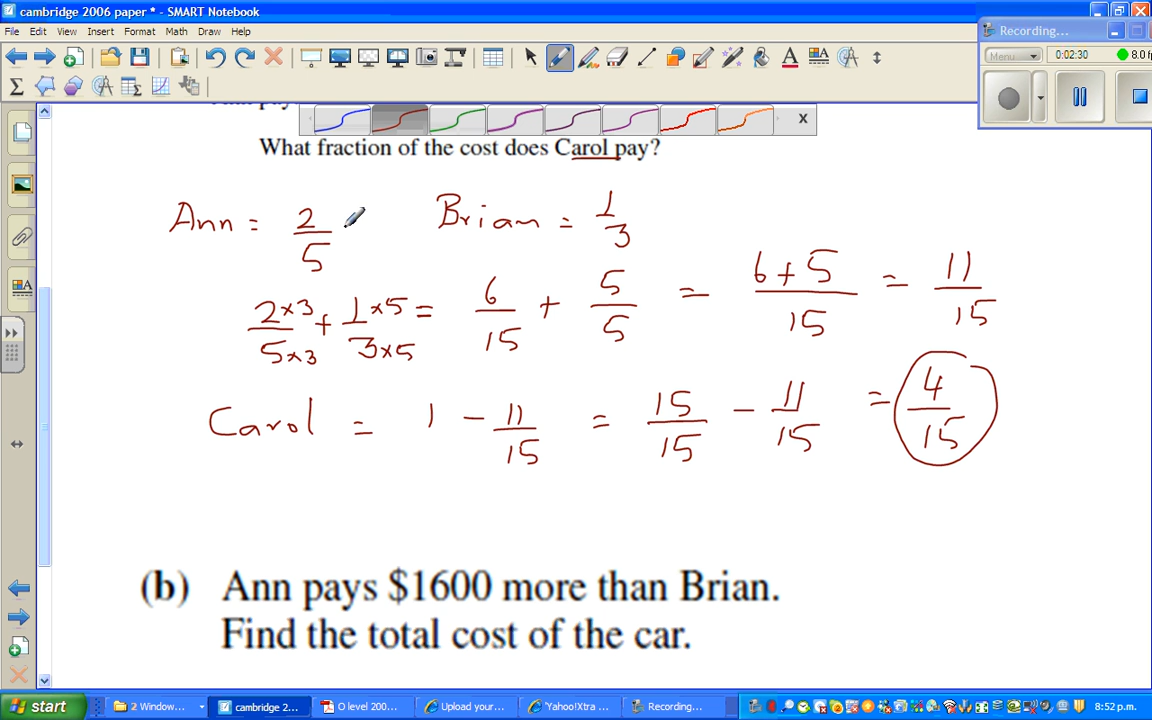 cambridge 2006 paper * - SMART Notebook
File Edit View Insert Format Tools Draw Help
Recording...
Menu
0:02:30
8.0 f
x
What fraction of the cost does Carol pay?
Ann = 2/5 Brian = 1/3
2×3/5×3 + 1×5/3×5 = 6/15 + 5/5 = 6+5/15 = 11/15
Carol = 1 - 11/15 = 15/15 - 11/15 = 4/15
(b) Ann pays $1600 more than Brian.
Find the total cost of the car.
start
2 Window...
cambridge 2...
O level 200...
Upload your...
'Yahoo!Xtra ...
Recording...
8:52 p.m.